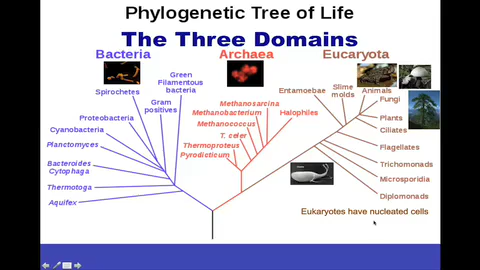 Phylogenetic Tree of Life
The Three Domains
Bacteria
Archaea
Eucaryota
Green
Filamentous
bacteria
Spirochetes
Gram
positives
Proteobacteria
Cyanobacteria
Planctomyces
Bacteroides
Cytophaga
Thermotoga
Aquifex
Methanosarcina
Methanobacterium
Halophiles
Methanococcus
T. celer
Thermoproteus
Pyrodicticum
Entamoebae
Slime
molds
Animals
Fungi
Plants
Ciliates
Flagellates
Trichomonads
Microsporidia
Diplomonads
Eukaryotes have nucleated cells